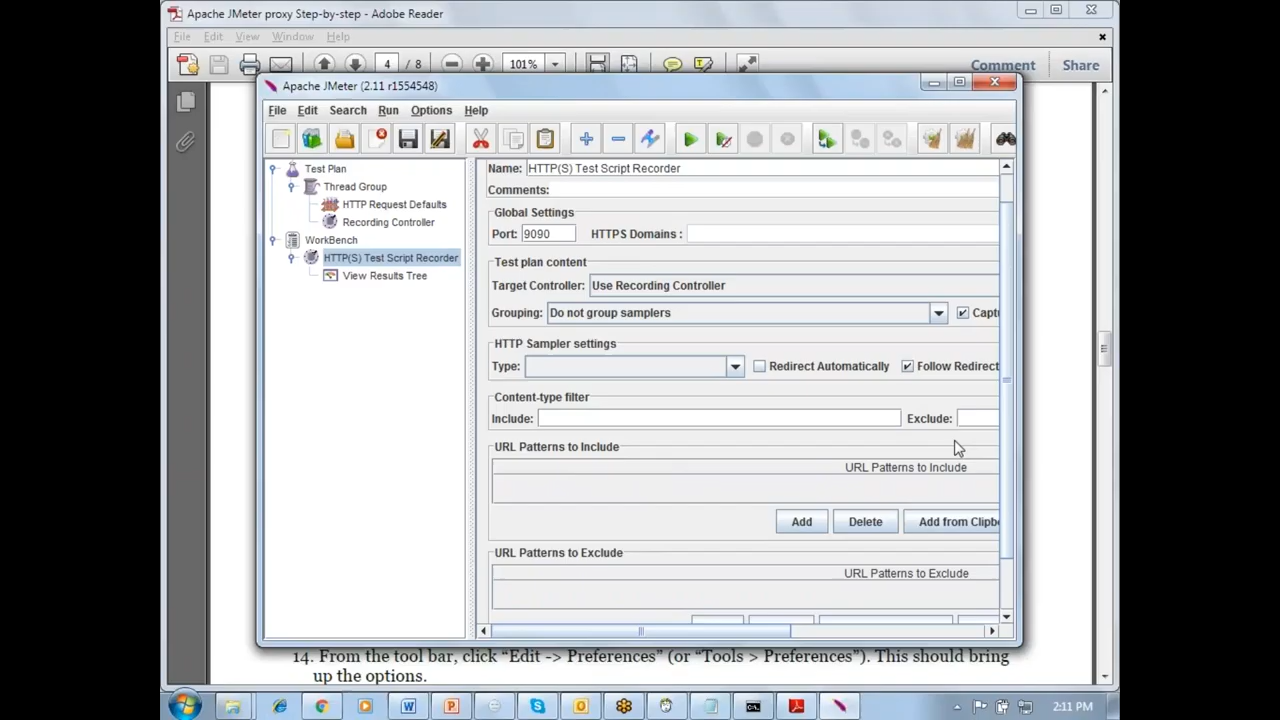 Apache JMeter proxy Step-by-step - Adobe Reader
File Edit View Window Help
4 / 8 101% Comment Share
Apache JMeter (2.11 r1554548)
File Edit Search Run Options Help
Test Plan
Thread Group
HTTP Request Defaults
Recording Controller
WorkBench
HTTP(S) Test Script Recorder
View Results Tree
Name: HTTP(S) Test Script Recorder
Comments:
Global Settings
Port: 9090 HTTPS Domains :
Test plan content
Target Controller: Use Recording Controller
Grouping: Do not group samplers Captu
HTTP Sampler settings
Type: Redirect Automatically Follow Redirect
Content-type filter
Include: Exclude:
URL Patterns to Include
URL Patterns to Include
Add Delete Add from Clipb
URL Patterns to Exclude
URL Patterns to Exclude
14. From the tool bar, click “Edit -> Preferences” (or “Tools > Preferences”). This should bring
up the options.
2:11 PM